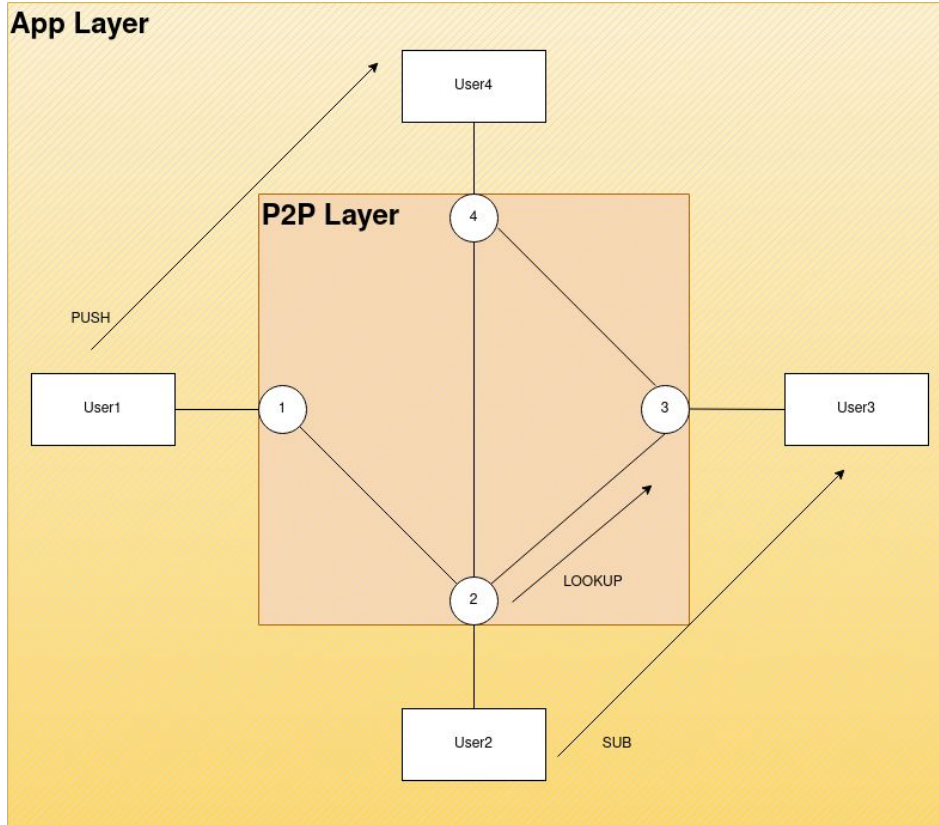 App Layer
User4
P2P Layer
4
PUSH
User1
1
3
User3
LOOKUP
2
User2
SUB